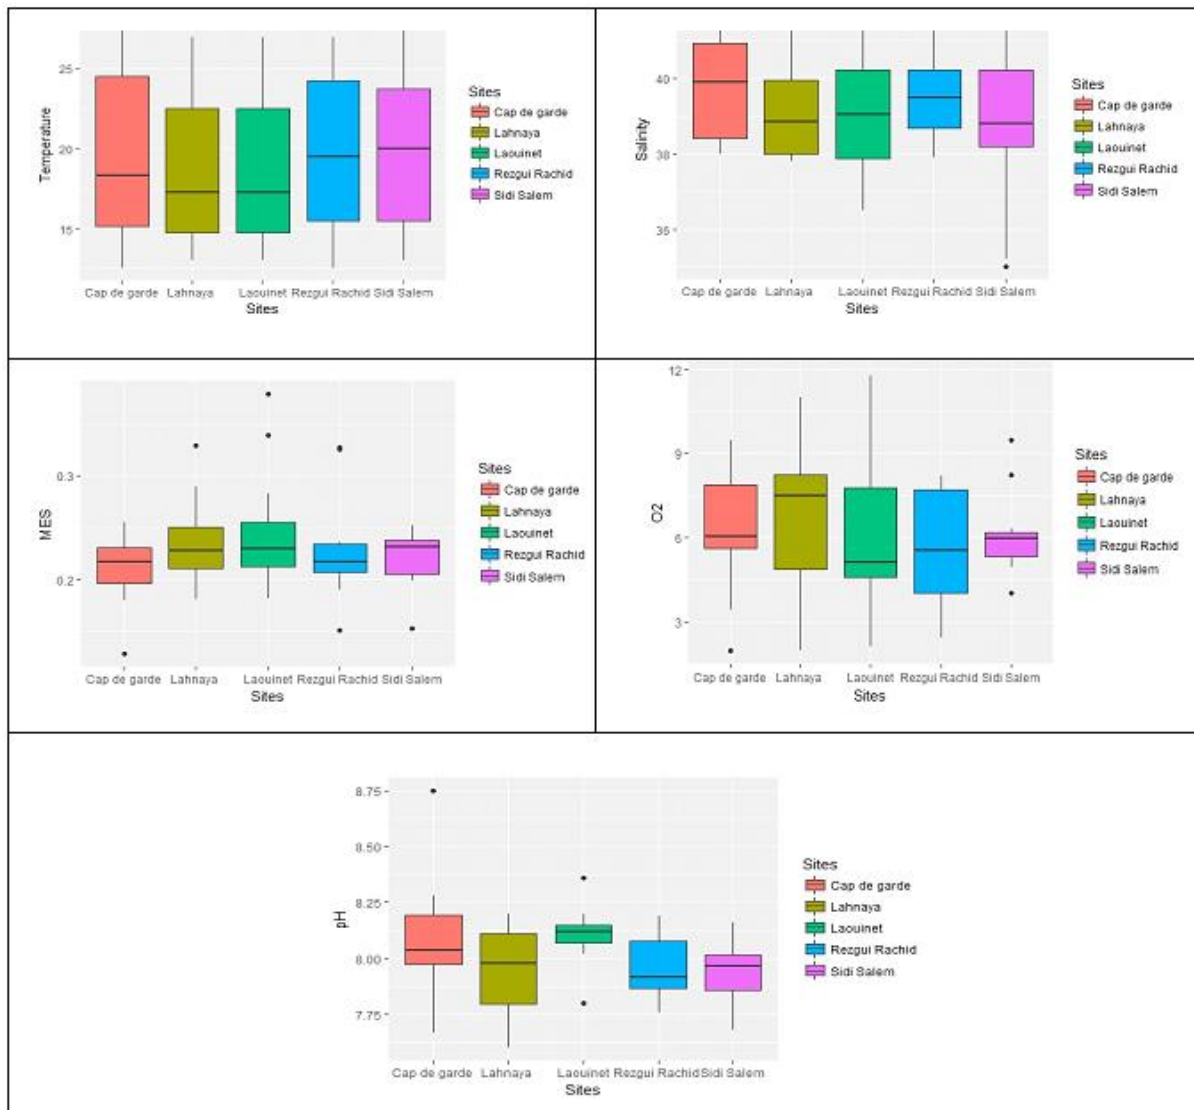 25
20
15
Temperature
Cap de garde Lahnaya Laouinet Rezgui Rachid Sidi Salem
Sites
Sites
Cap de garde
Lahnaya
Laouinet
Rezgui Rachid
Sidi Salem
40
38
36
Salinity
Cap de garde Lahnaya Laouinet Rezgui Rachid Sidi Salem
Sites
Sites
Cap de garde
Lahnaya
Laouinet
Rezgui Rachid
Sidi Salem
0.3
0.2
MES
Cap de garde Lahnaya Laouinet Rezgui Rachid Sidi Salem
Sites
Sites
Cap de garde
Lahnaya
Laouinet
Rezgui Rachid
Sidi Salem
12
9
6
3
O2
Cap de garde Lahnaya Laouinet Rezgui Rachid Sidi Salem
Sites
Sites
Cap de garde
Lahnaya
Laouinet
Rezgui Rachid
Sidi Salem
8.75
8.50
8.25
8.00
7.75
pH
Cap de garde Lahnaya Laouinet Rezgui Rachid Sidi Salem
Sites
Sites
Cap de garde
Lahnaya
Laouinet
Rezgui Rachid
Sidi Salem